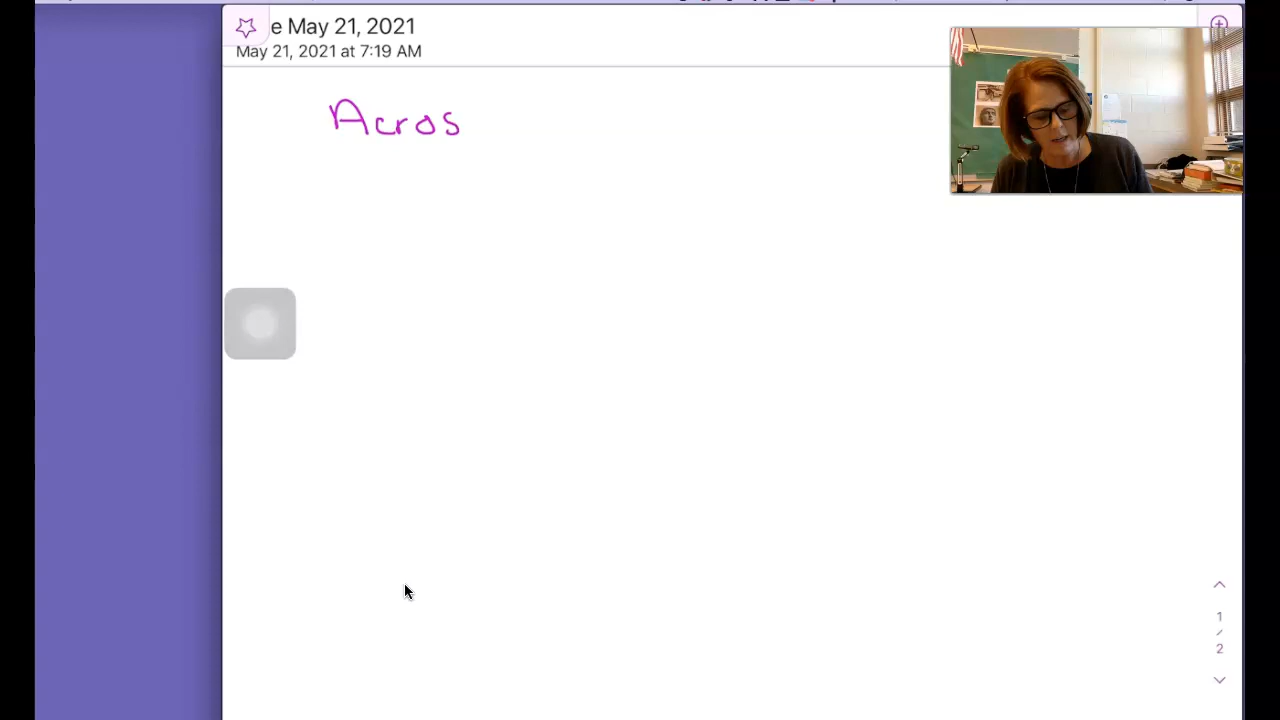 e May 21, 2021
May 21, 2021 at 7:19 AM
Acros
1
/
2